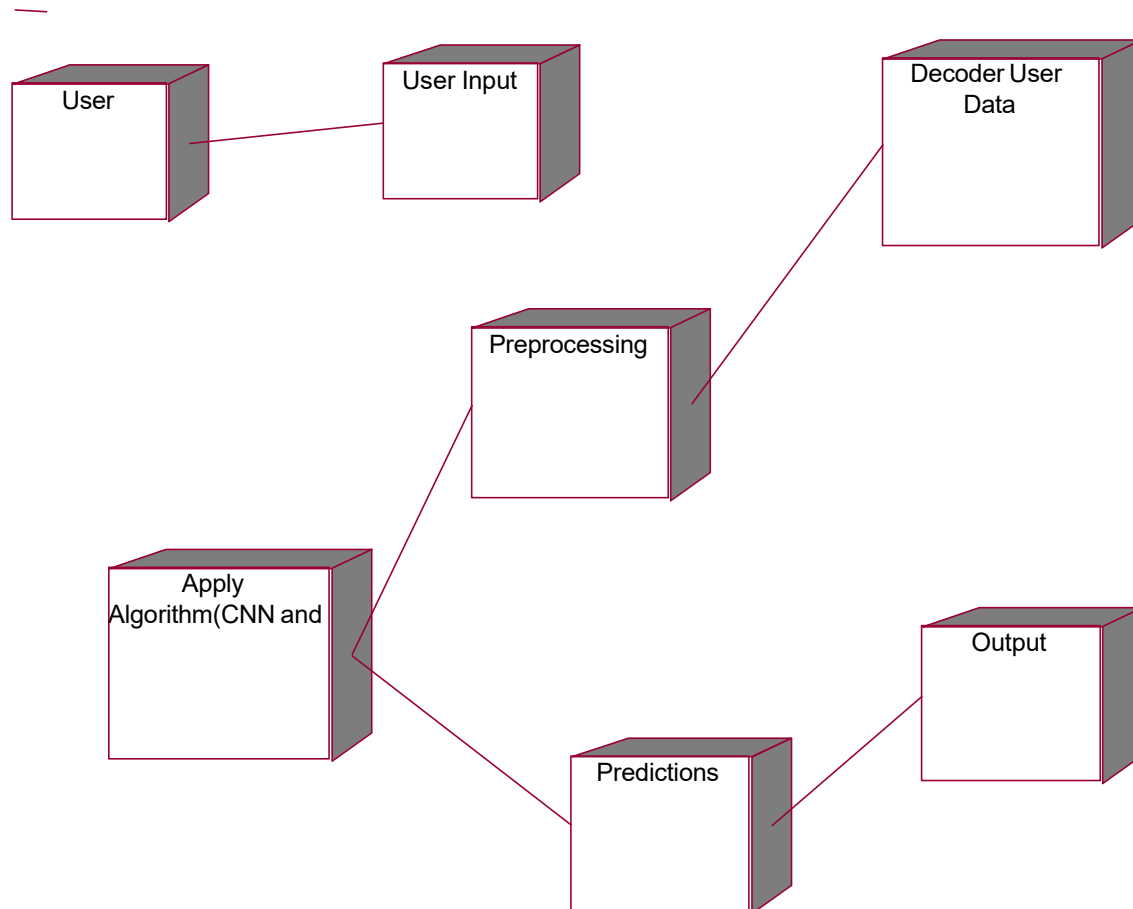 User
User Input
Decoder User
Data
Preprocessing
Apply
Algorithm(CNN and
Predictions
Output